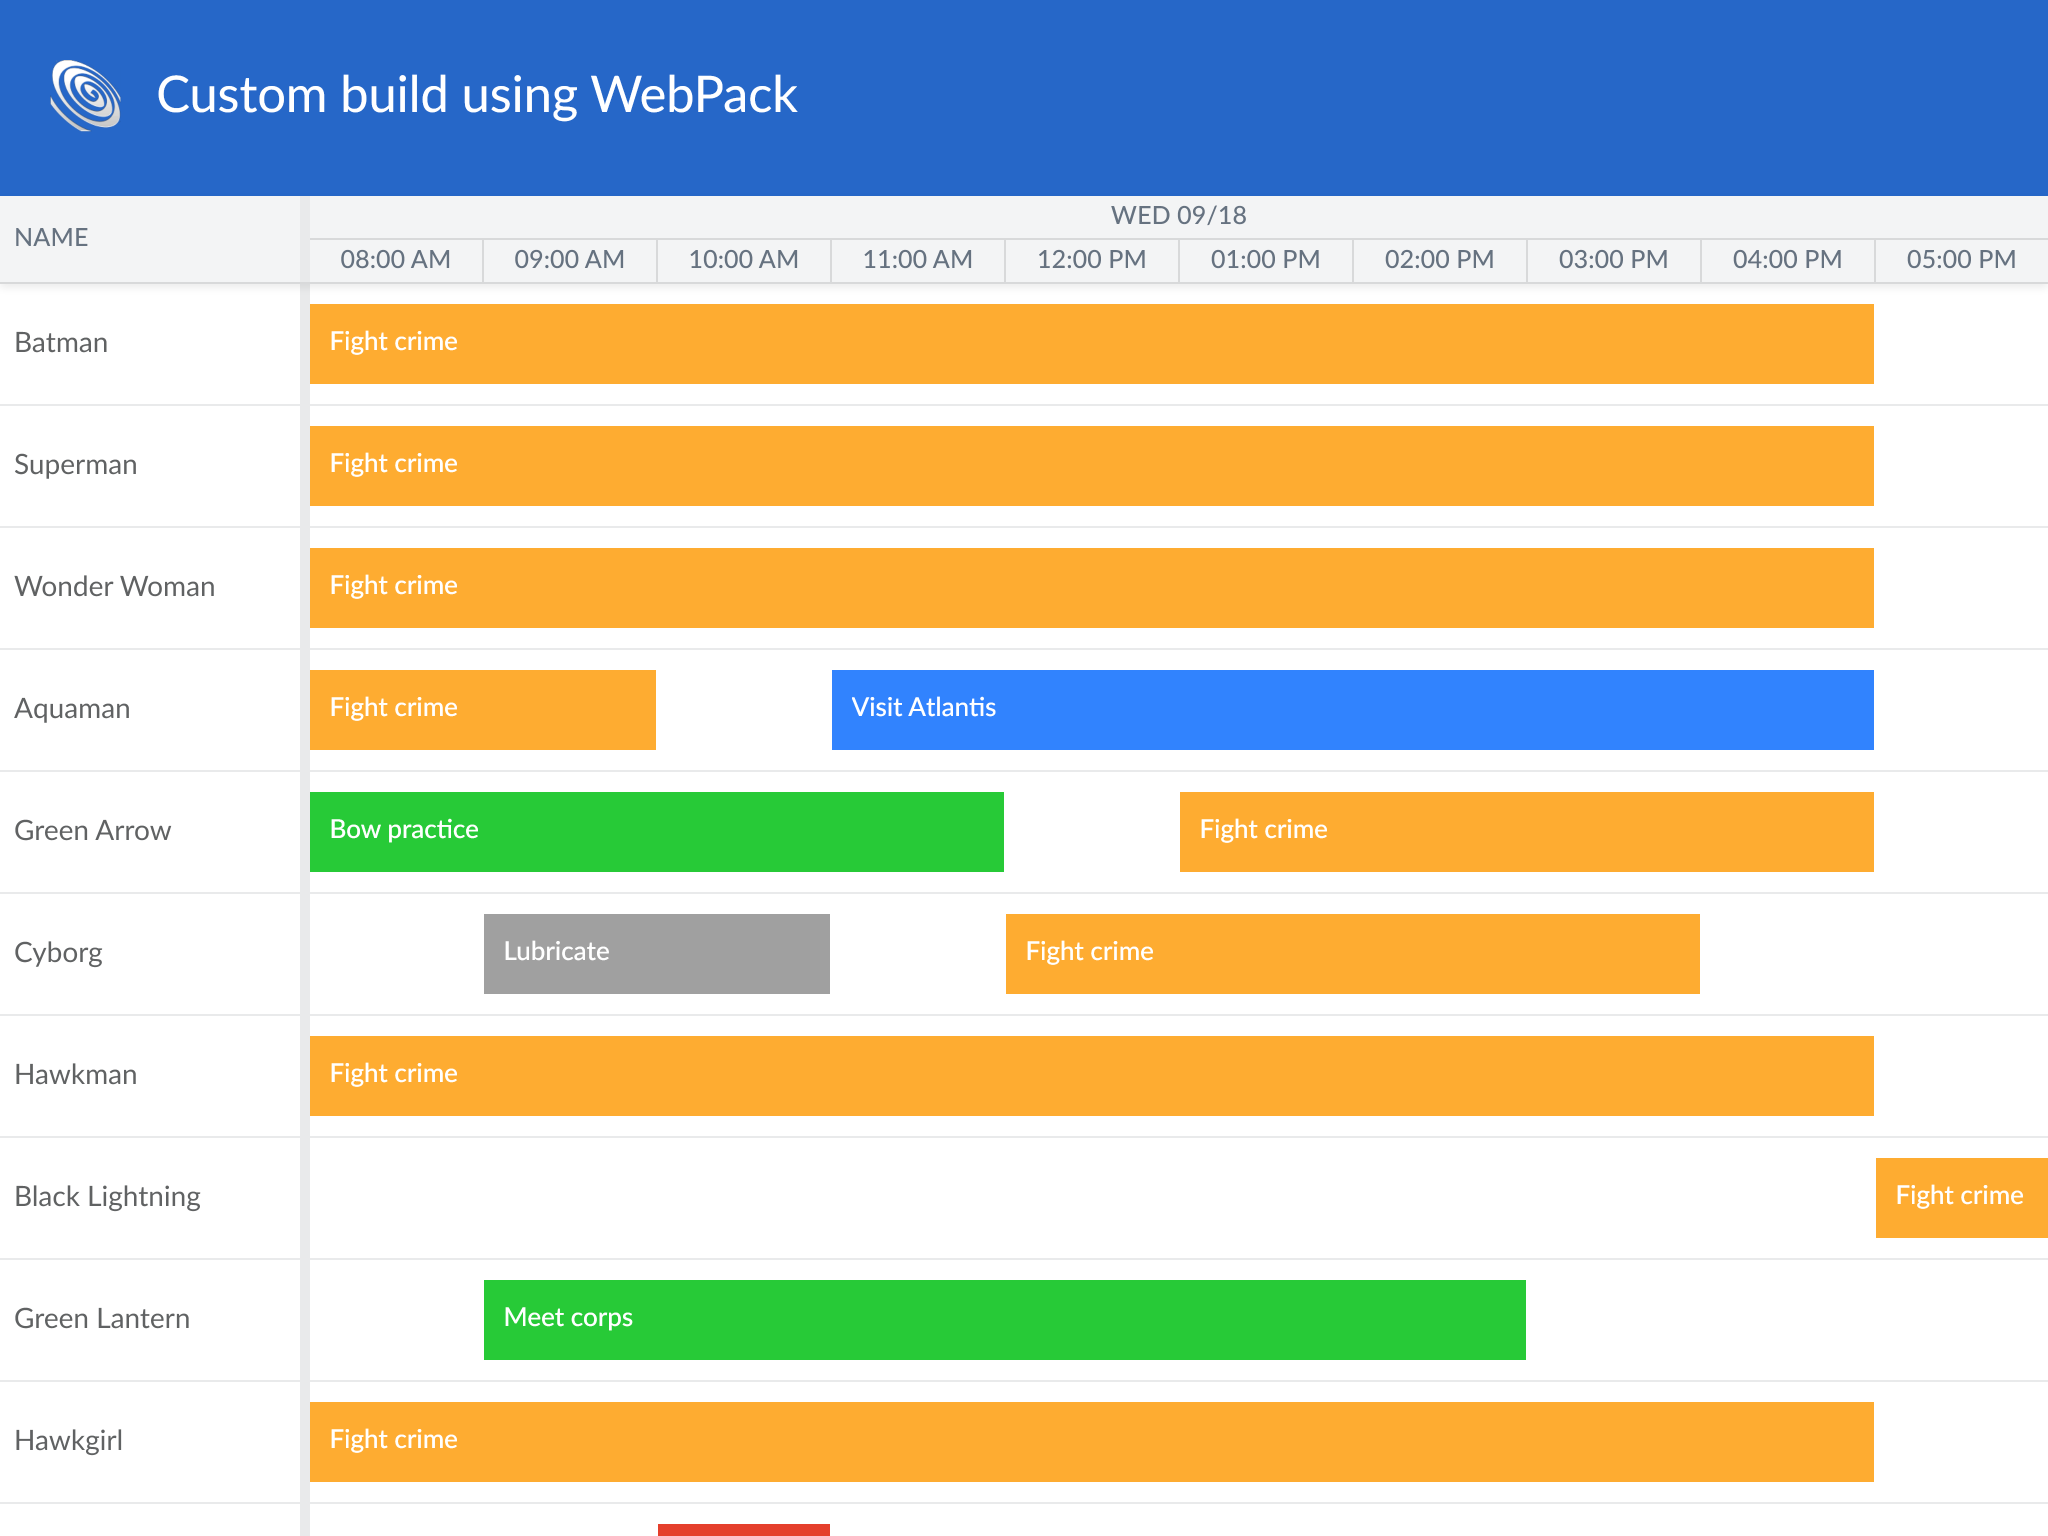 Custom build using WebPack
NAME
WED 09/18
08:00 AM 09:00 AM 10:00 AM 11:00 AM 12:00 PM 01:00 PM 02:00 PM 03:00 PM 04:00 PM 05:00 PM
Batman Fight crime
Superman Fight crime
Wonder Woman Fight crime
Aquaman Fight crime Visit Atlantis
Green Arrow Bow practice Fight crime
Cyborg Lubricate Fight crime
Hawkman Fight crime
Black Lightning Fight crime
Green Lantern Meet corps
Hawkgirl Fight crime